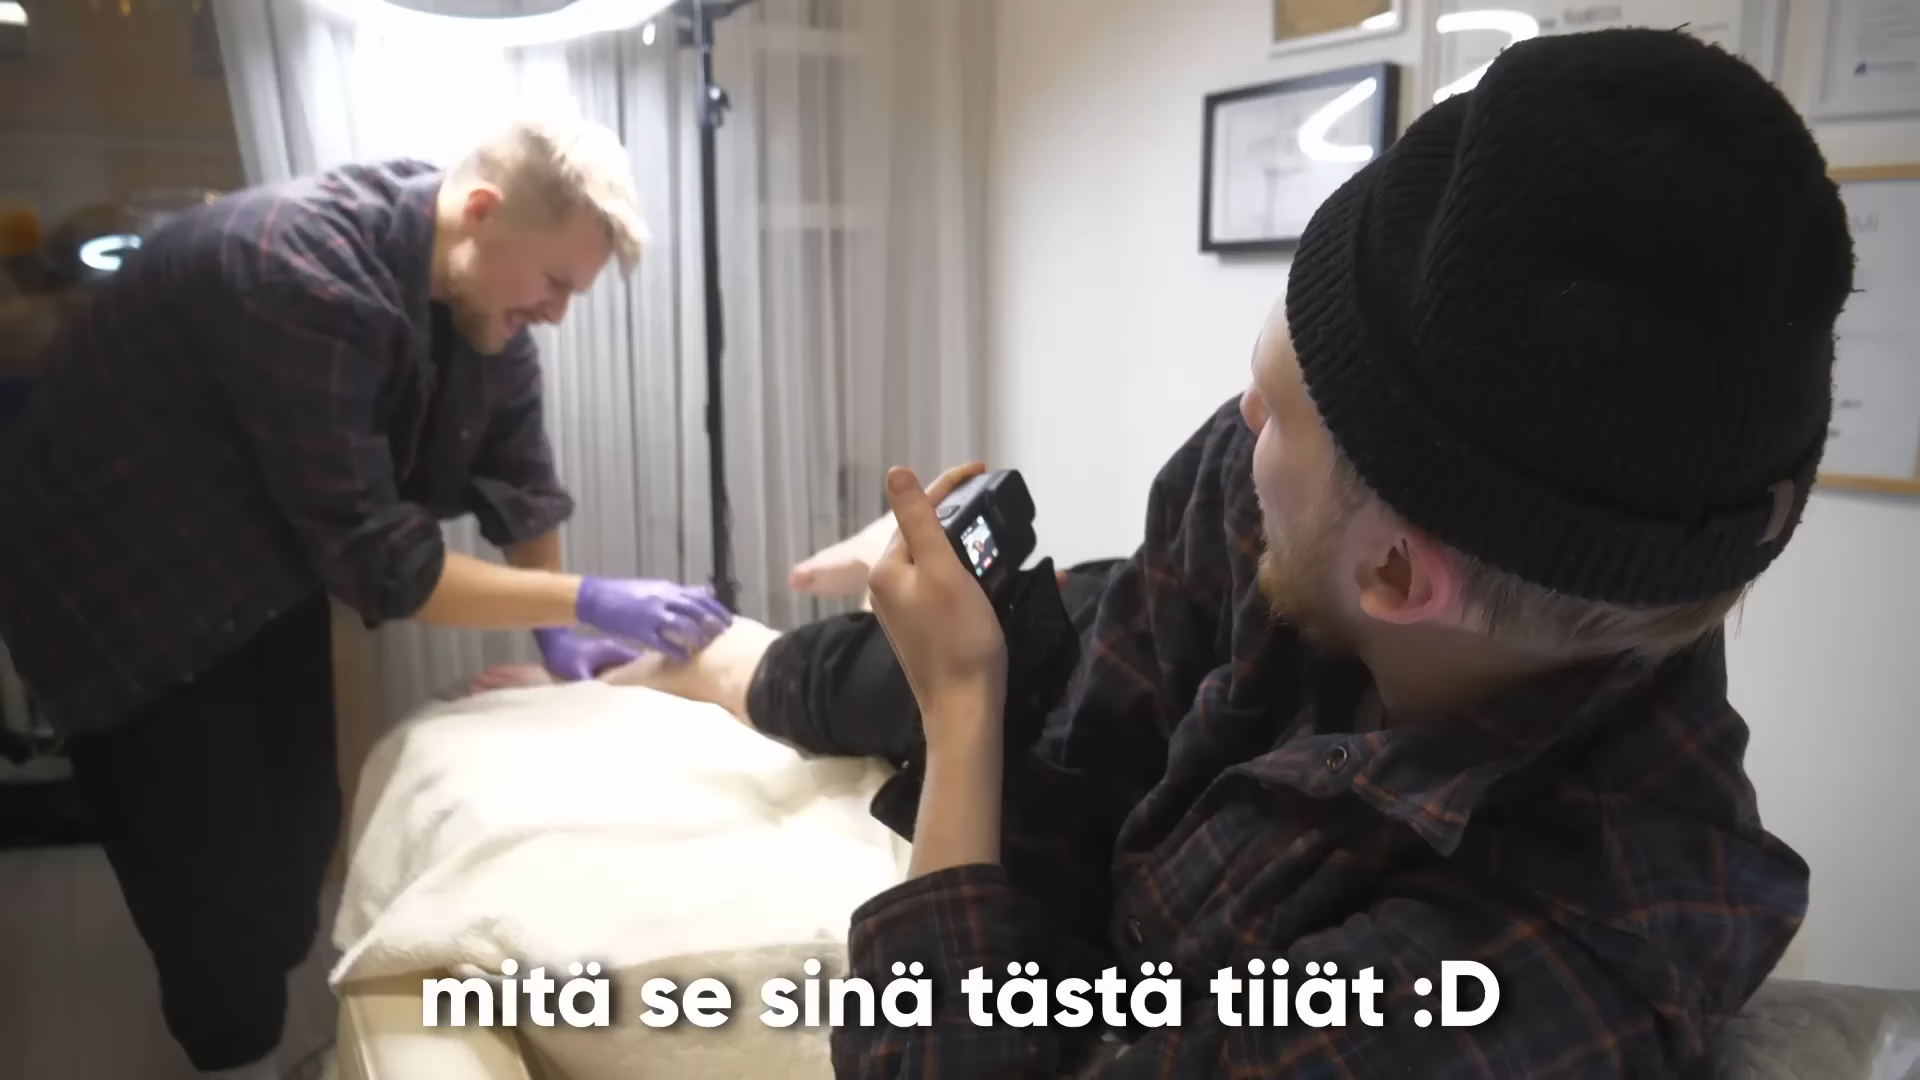 mitä se sinä tästä tiiät :D